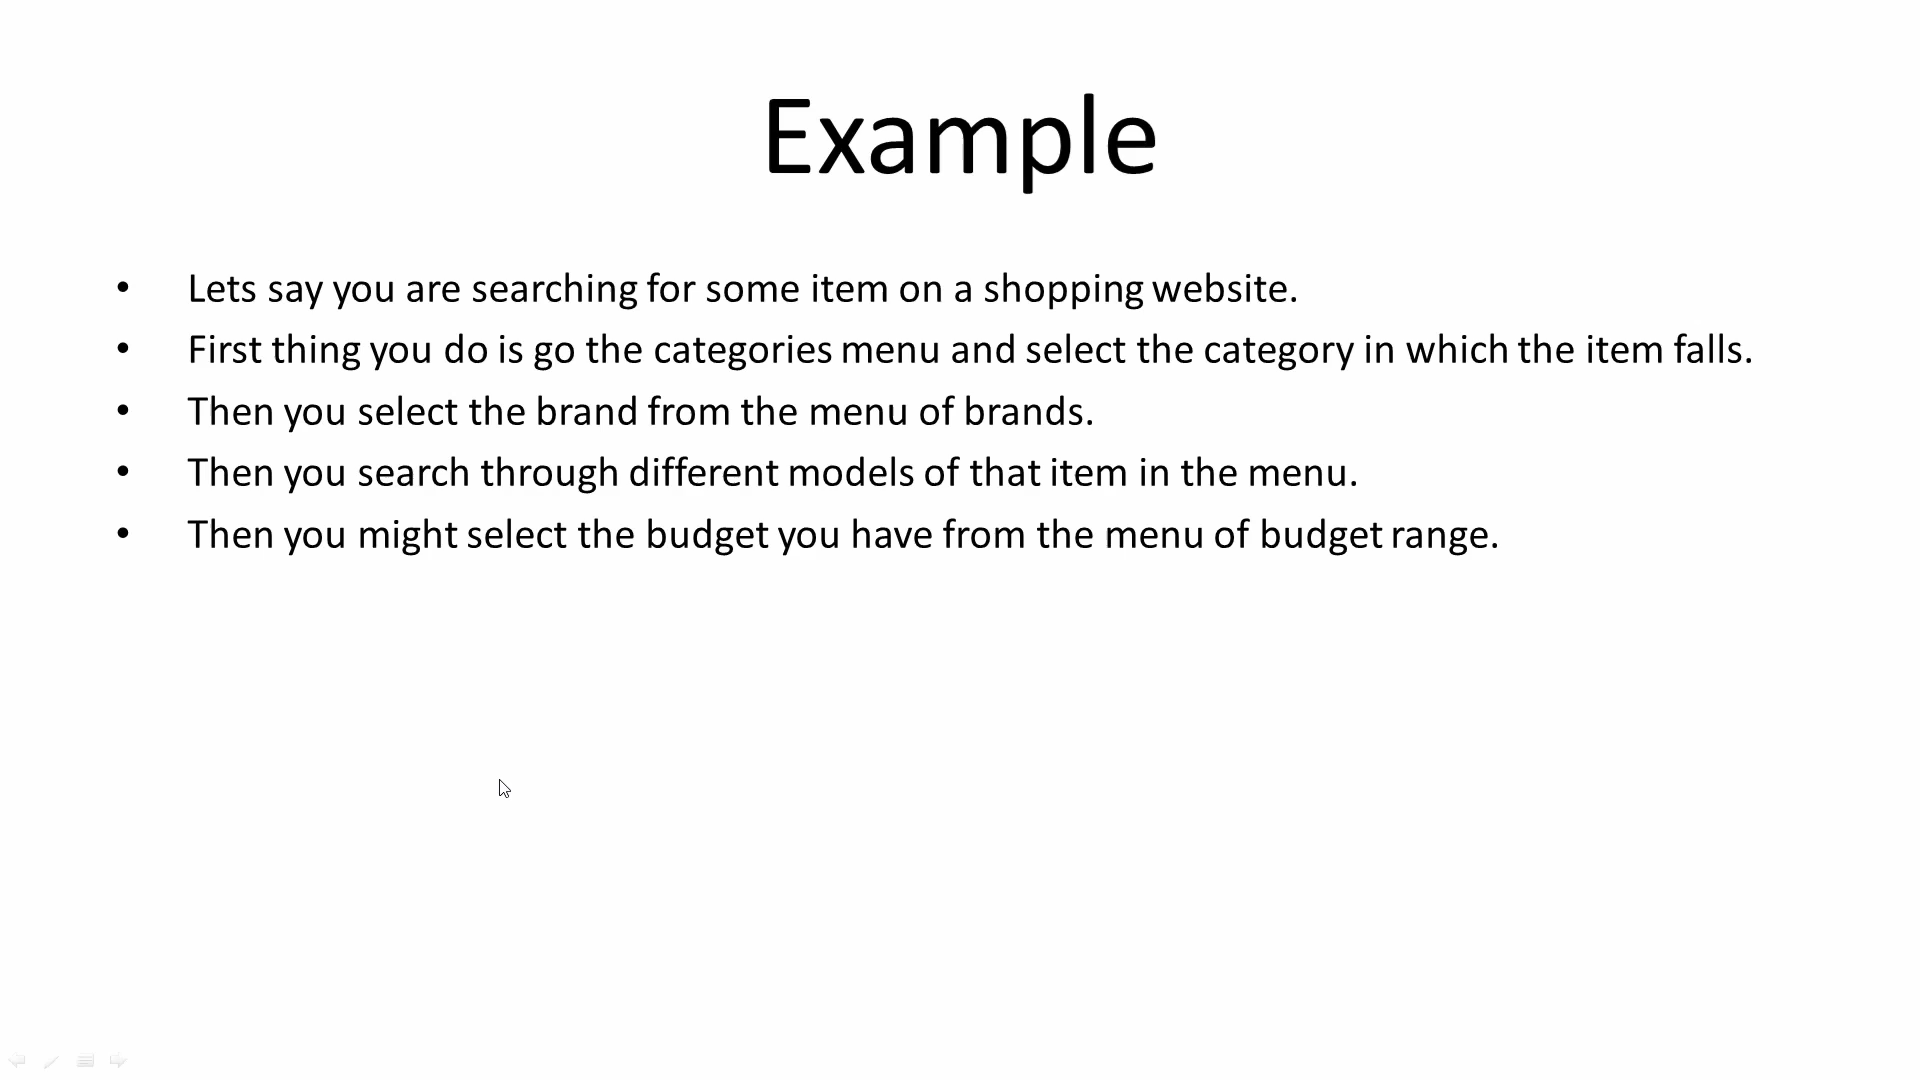 Example
• Lets say you are searching for some item on a shopping website.
• First thing you do is go the categories menu and select the category in which the item falls.
• Then you select the brand from the menu of brands.
• Then you search through different models of that item in the menu.
• Then you might select the budget you have from the menu of budget range.